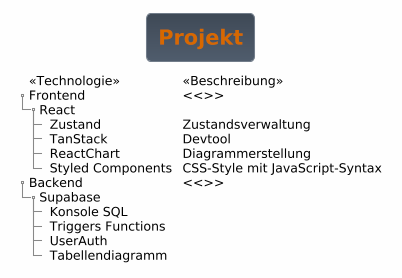 Projekt
«Technologie» «Beschreibung»
Frontend <<>>
React
Zustand Zustandsverwaltung
TanStack Devtool
ReactChart Diagrammerstellung
Styled Components CSS-Style mit JavaScript-Syntax
Backend <<>>
Supabase
Konsole SQL
Triggers Functions
UserAuth
Tabellendiagramm